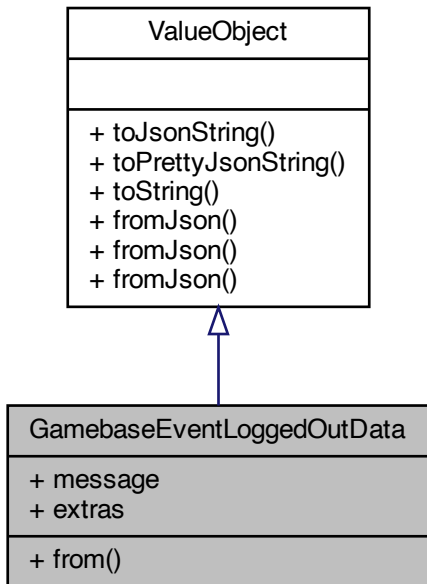 ValueObject
+ toJsonString()
+ toPrettyJsonString()
+ toString()
+ fromJson()
+ fromJson()
+ fromJson()
GamebaseEventLoggedOutData
+ message
+ extras
+ from()